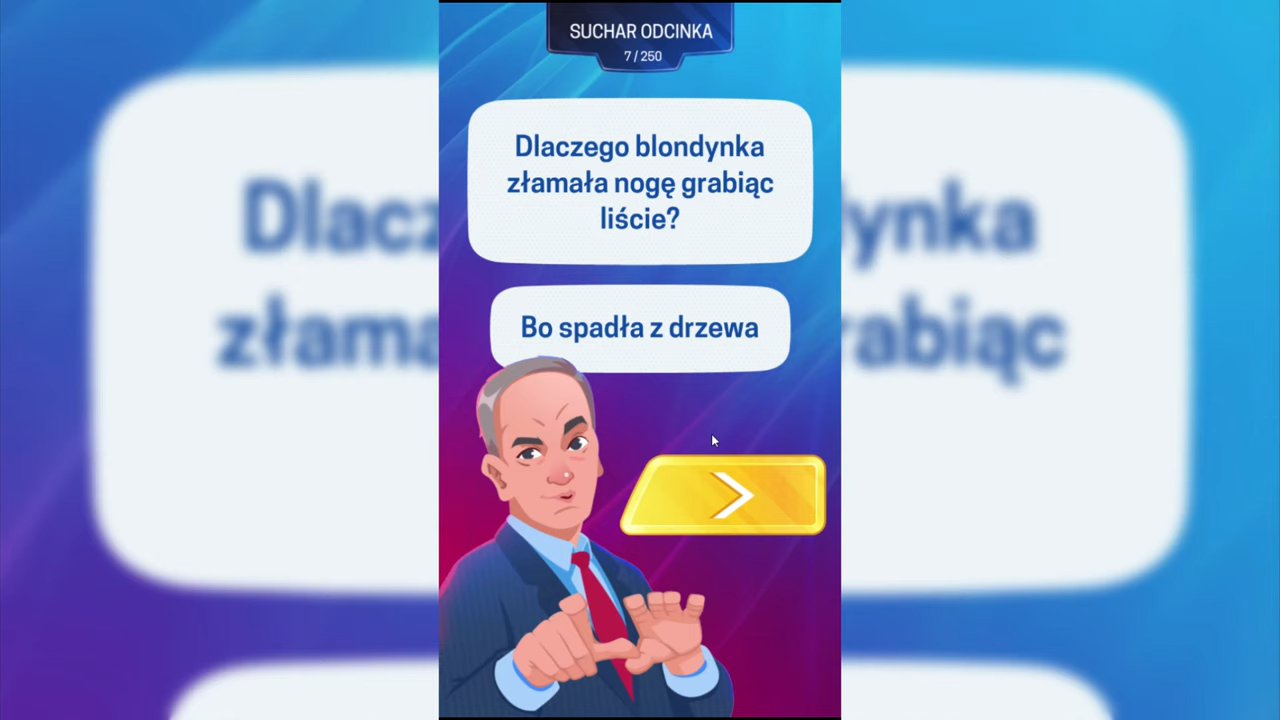 SUCHAR ODCINKA
7 / 250
Dlaczego blondynka
złamała nogę grabiąc
liście?
Bo spadła z drzewa